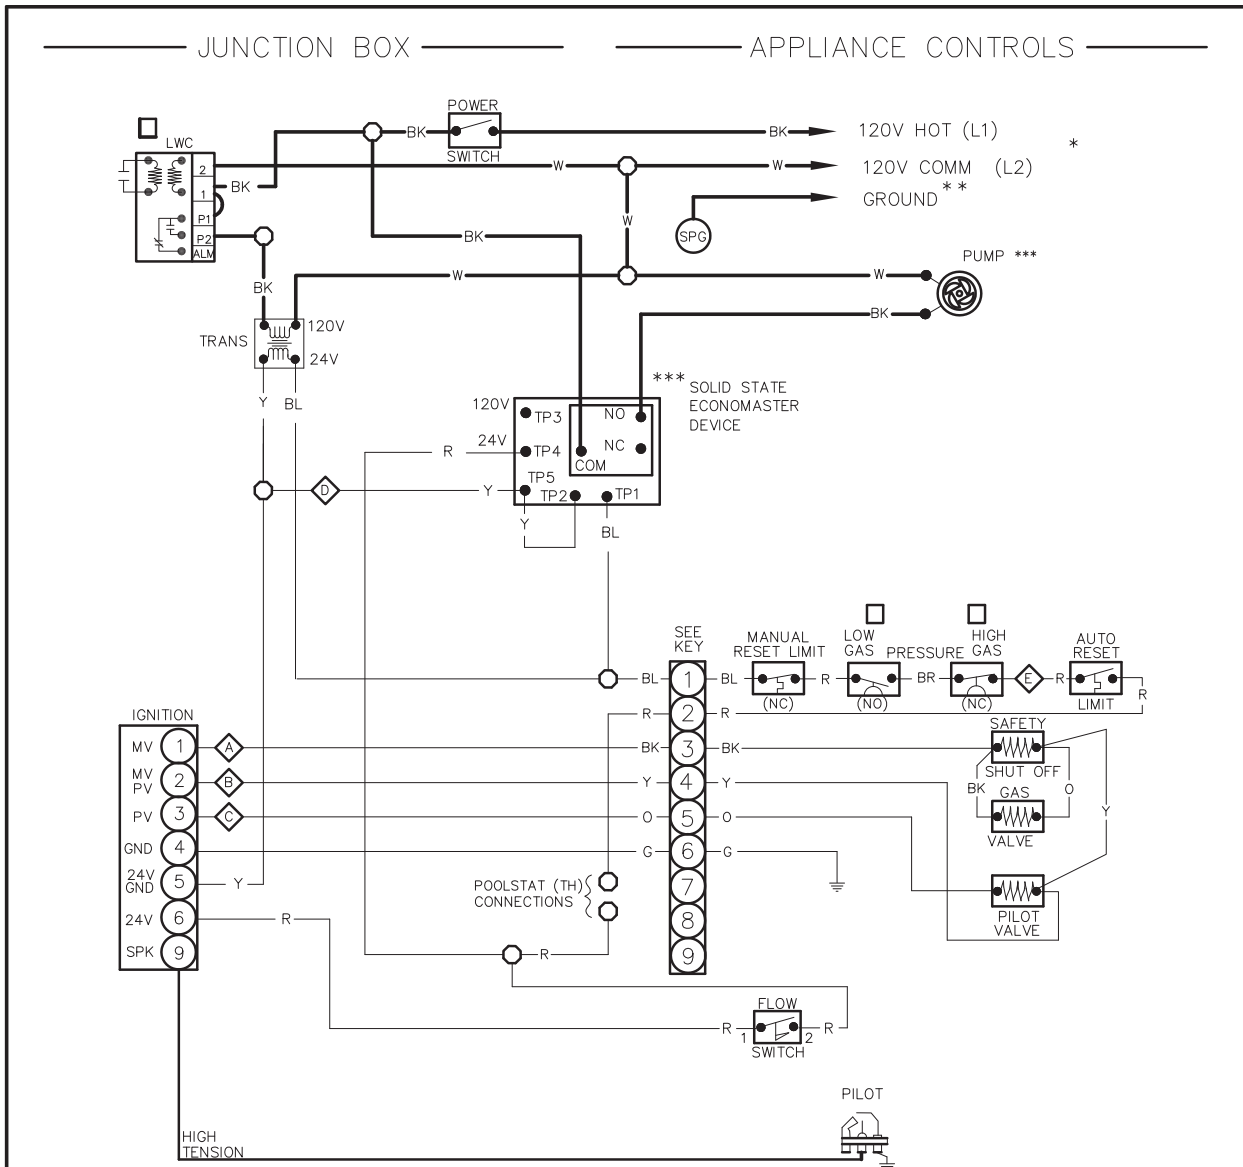 JUNCTION BOX
APPLIANCE CONTROLS
POWER
BK
BK
120V HOT (L1)
*
SWITCH
LWC
2
W
W
120V COMM (L2)
BK
1
GROUND**
P1
W
SPG
P2
BK
ALM
PUMP ***
W
W
BK
120V
BK
TRANS
24V
***
SOLID STATE
ECONOMASTER
DEVICE
Y
BL
120V
TP3
NO
24V
TP4
NC
R
COM
TP5
D
Y
TP2
TP1
Y
BL
SEE
KEY
MANUAL
RESET LIMIT
LOW
GAS
PRESSURE
HIGH
GAS
AUTO
RESET
BL
1
BL
R
BR
E
R
(NC)
(NO)
(NC)
LIMIT
R
IGNITION
R
2
R
SAFETY
MV
1
A
BK
3
BK
SHUT OFF
MV
PV
2
B
Y
4
Y
BK
GAS
O
Y
PV
3
C
O
5
O
VALVE
GND
4
G
6
G
24V
GND
5
Y
POOLSTAT (TH)
CONNECTIONS
7
24V
6
R
8
PILOT
VALVE
SPK
9
R
9
FLOW
R
1
2
R
SWITCH
PILOT
HIGH
TENSION